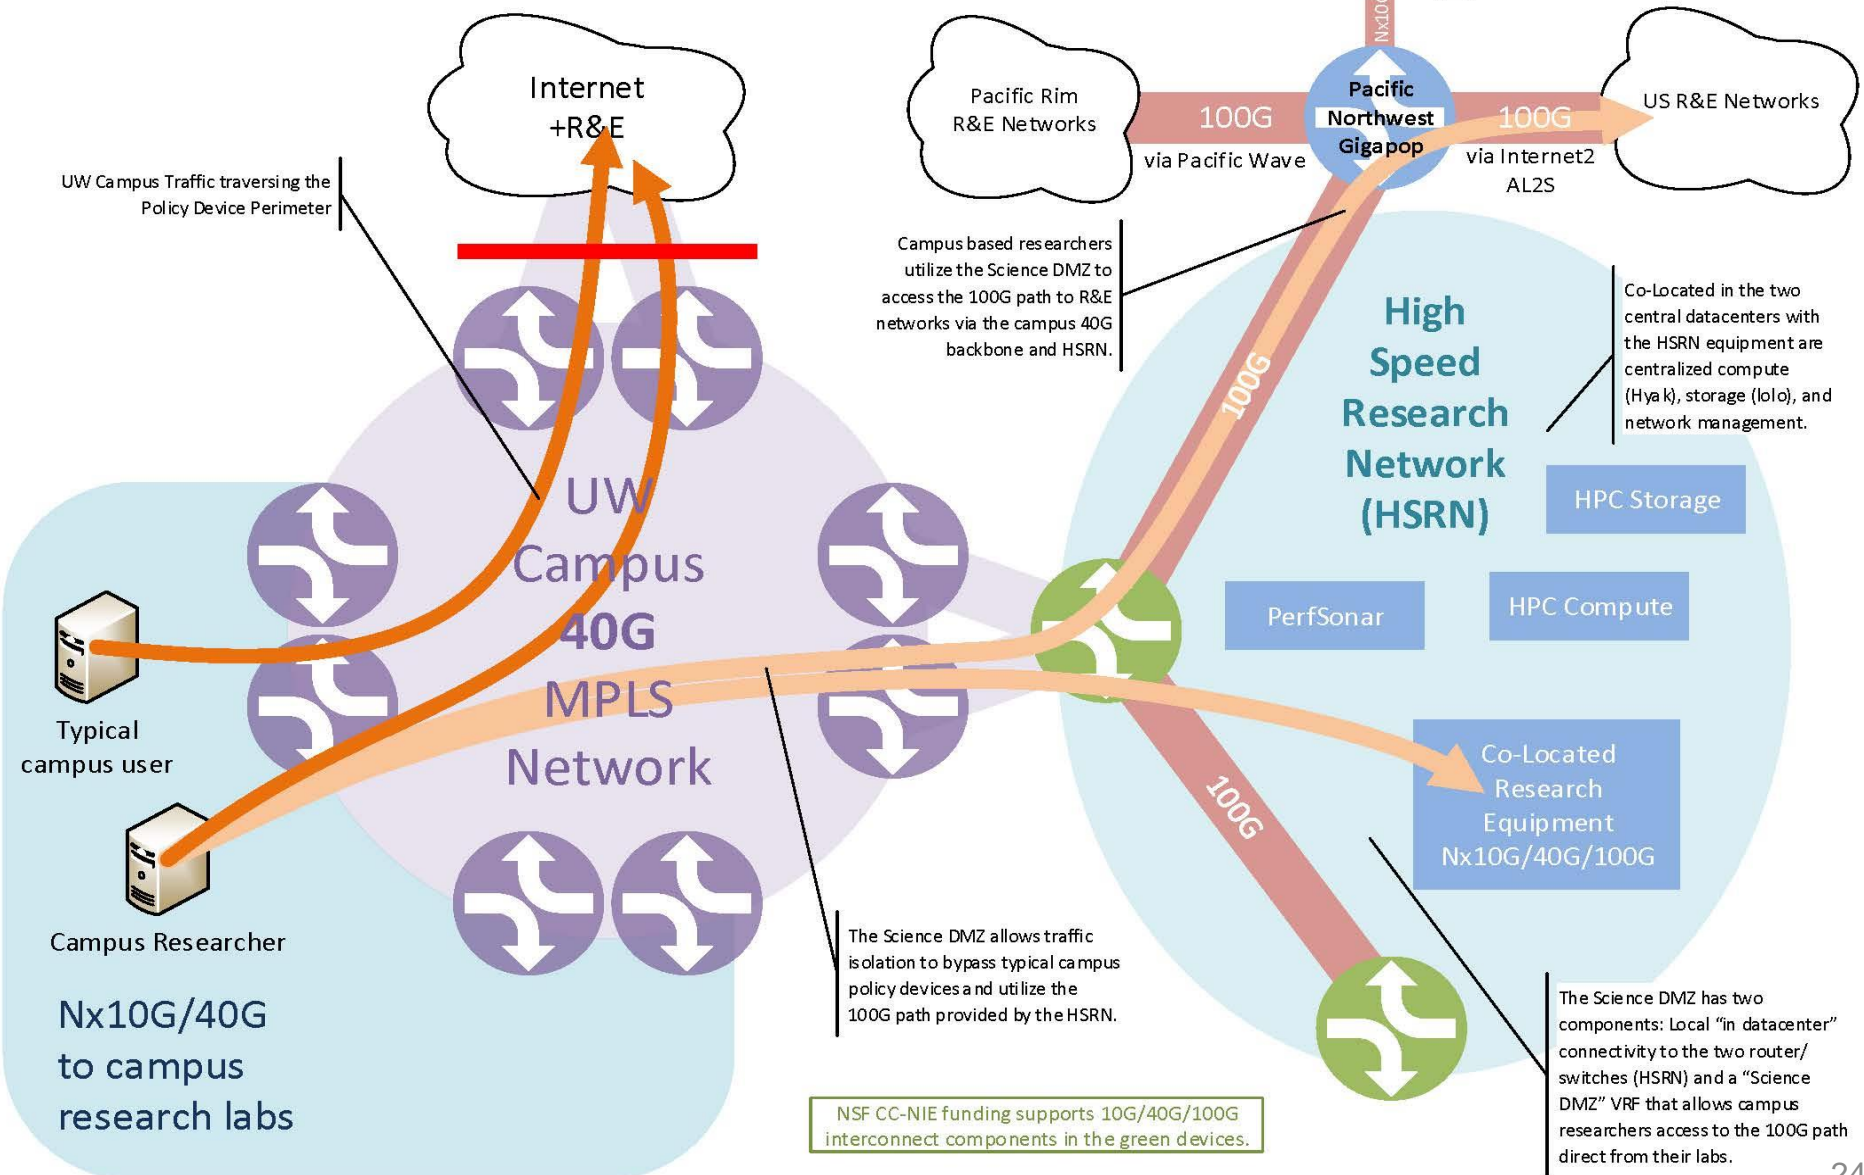 Nx10G
Internet
+R&E
Pacific Rim
R&E Networks
100G
via Pacific Wave
Pacific
Northwest
Gigapop
100G
via Internet2
AL2S
US R&E Networks
UW Campus Traffic traversing the
Policy Device Perimeter
Campus based researchers
utilize the Science DMZ to
access the 100G path to R&E
networks via the campus 40G
backbone and HSRN.
100G
High
Speed
Research
Network
(HSRN)
Co-Located in the two
central datacenters with
the HSRN equipment are
centralized compute
(Hyak), storage (lolo), and
network management.
HPC Storage
HPC Compute
PerfSonar
UW
Campus
40G
MPLS
Network
Typical
campus user
Campus Researcher
Co-Located
Research
Equipment
Nx10G/40G/100G
100G
The Science DMZ allows traffic
isolation to bypass typical campus
policy devices and utilize the
100G path provided by the HSRN.
Nx10G/40G
to campus
research labs
NSF CC-NIE funding supports 10G/40G/100G
interconnect components in the green devices.
The Science DMZ has two
components: Local "in datacenter"
connectivity to the two router/
switches (HSRN) and a "Science
DMZ" VRF that allows campus
researchers access to the 100G path
direct from their labs.
24